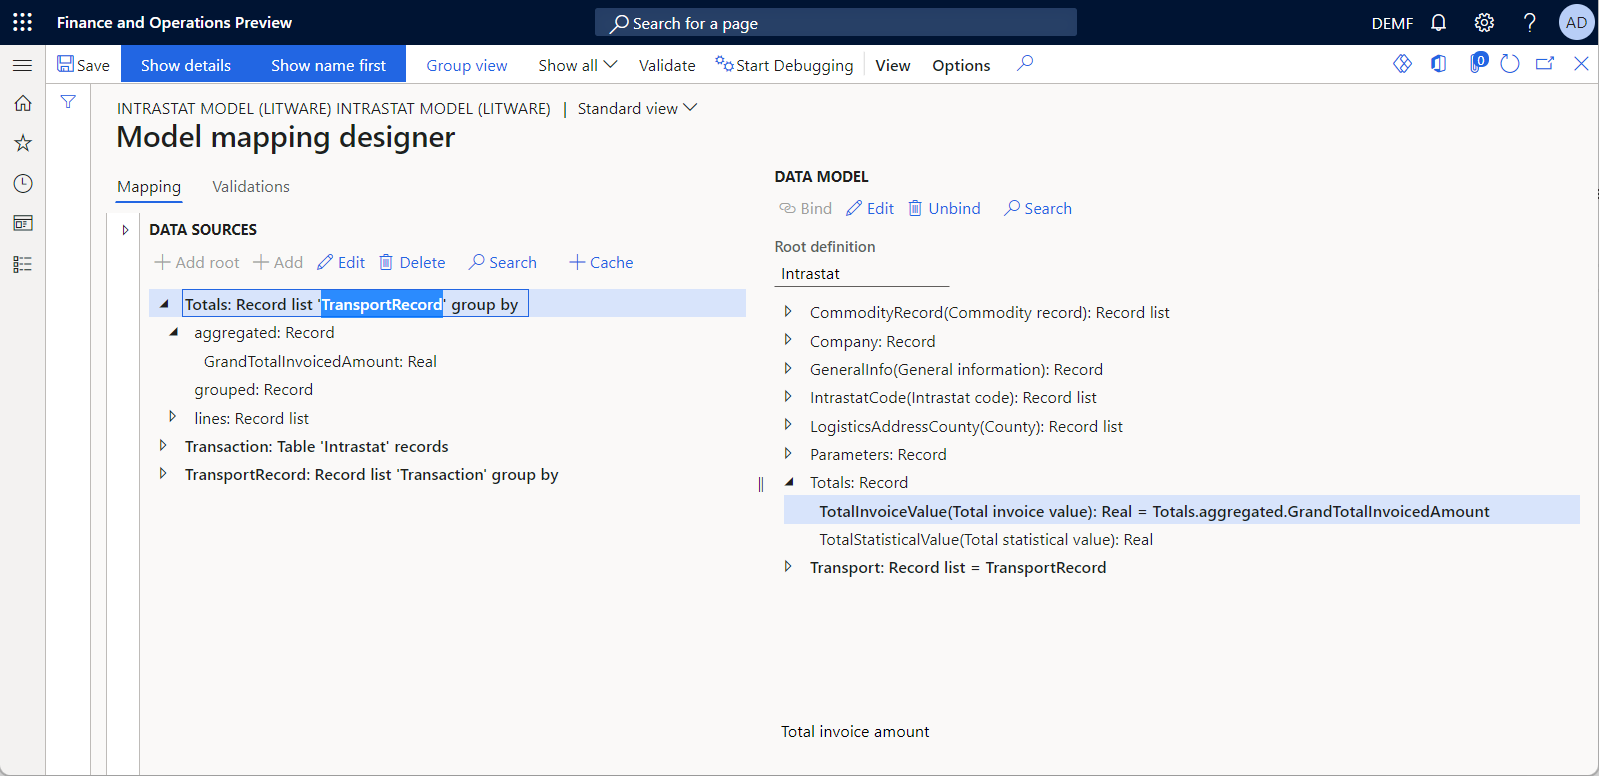 Finance and Operations Preview
Search for a page
DEMF
?
AD
Save
Show details
Show name first
Group view
Show all
Validate
Start Debugging
View
Options
0
INTRASTAT MODEL (LITWARE) INTRASTAT MODEL (LITWARE) | Standard view
Model mapping designer
Mapping
Validations
DATA SOURCES
Add root
Add
Edit
Delete
Search
Cache
Totals: Record list 'TransportRecord' group by
aggregated: Record
GrandTotalInvoicedAmount: Real
grouped: Record
lines: Record list
Transaction: Table 'Intrastat' records
TransportRecord: Record list 'Transaction' group by
DATA MODEL
Bind
Edit
Unbind
Search
Root definition
Intrastat
CommodityRecord(Commodity record): Record list
Company: Record
GeneralInfo(General information): Record
IntrastatCode(Intrastat code): Record list
LogisticsAddressCounty(County): Record list
Parameters: Record
Totals: Record
TotalInvoiceValue(Total invoice value): Real = Totals.aggregated.GrandTotalInvoicedAmount
TotalStatisticalValue(Total statistical value): Real
Transport: Record list = TransportRecord
Total invoice amount